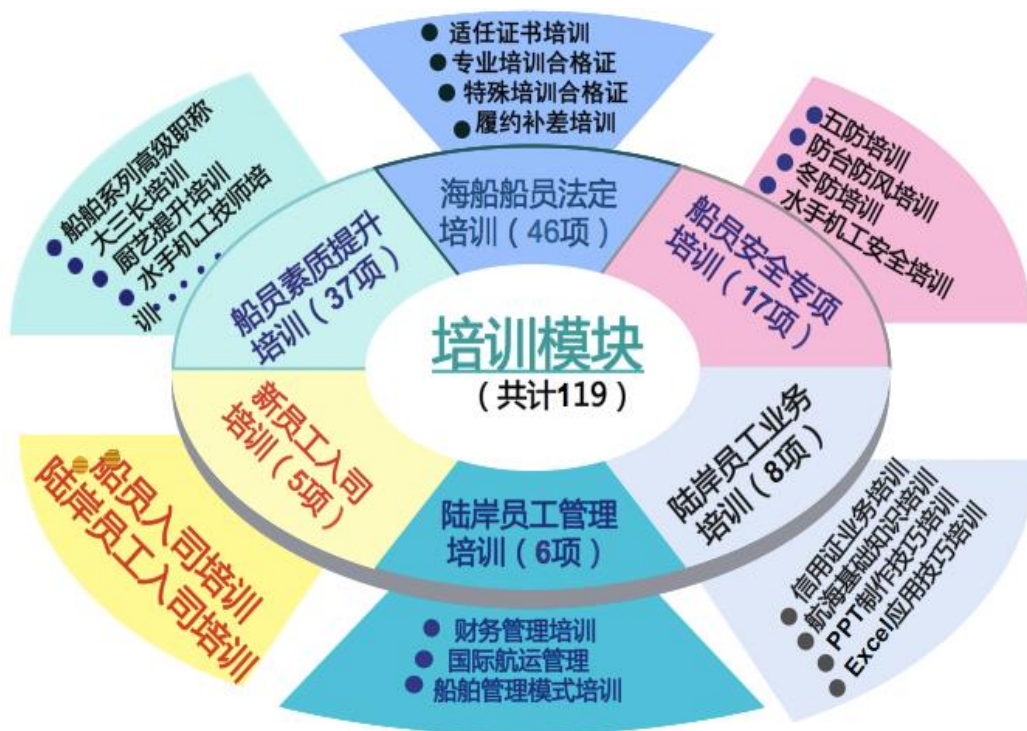 培训模块
（共计119）
海船船员法定
培训（46项）
适任证书培训
专业培训合格证
特殊培训合格证
履约补差培训
船员安全专项
培训（17项）
五防培训
防台防风培训
冬防培训
水手机工安全培训
陆岸员工业务
培训（8项）
信用证业务培训
航海基础知识培训
PPT制作技巧培训
Excel应用技巧培训
陆岸员工管理
培训（6项）
财务管理培训
国际航运管理
船舶管理模式培训
新员工入司
培训（5项）
船员入司培训
陆岸员工入司培训
船员素质提升
培训（37项）
船舶系列高级职称
大三长培训
厨艺提升培训
水手机工技师培
训······